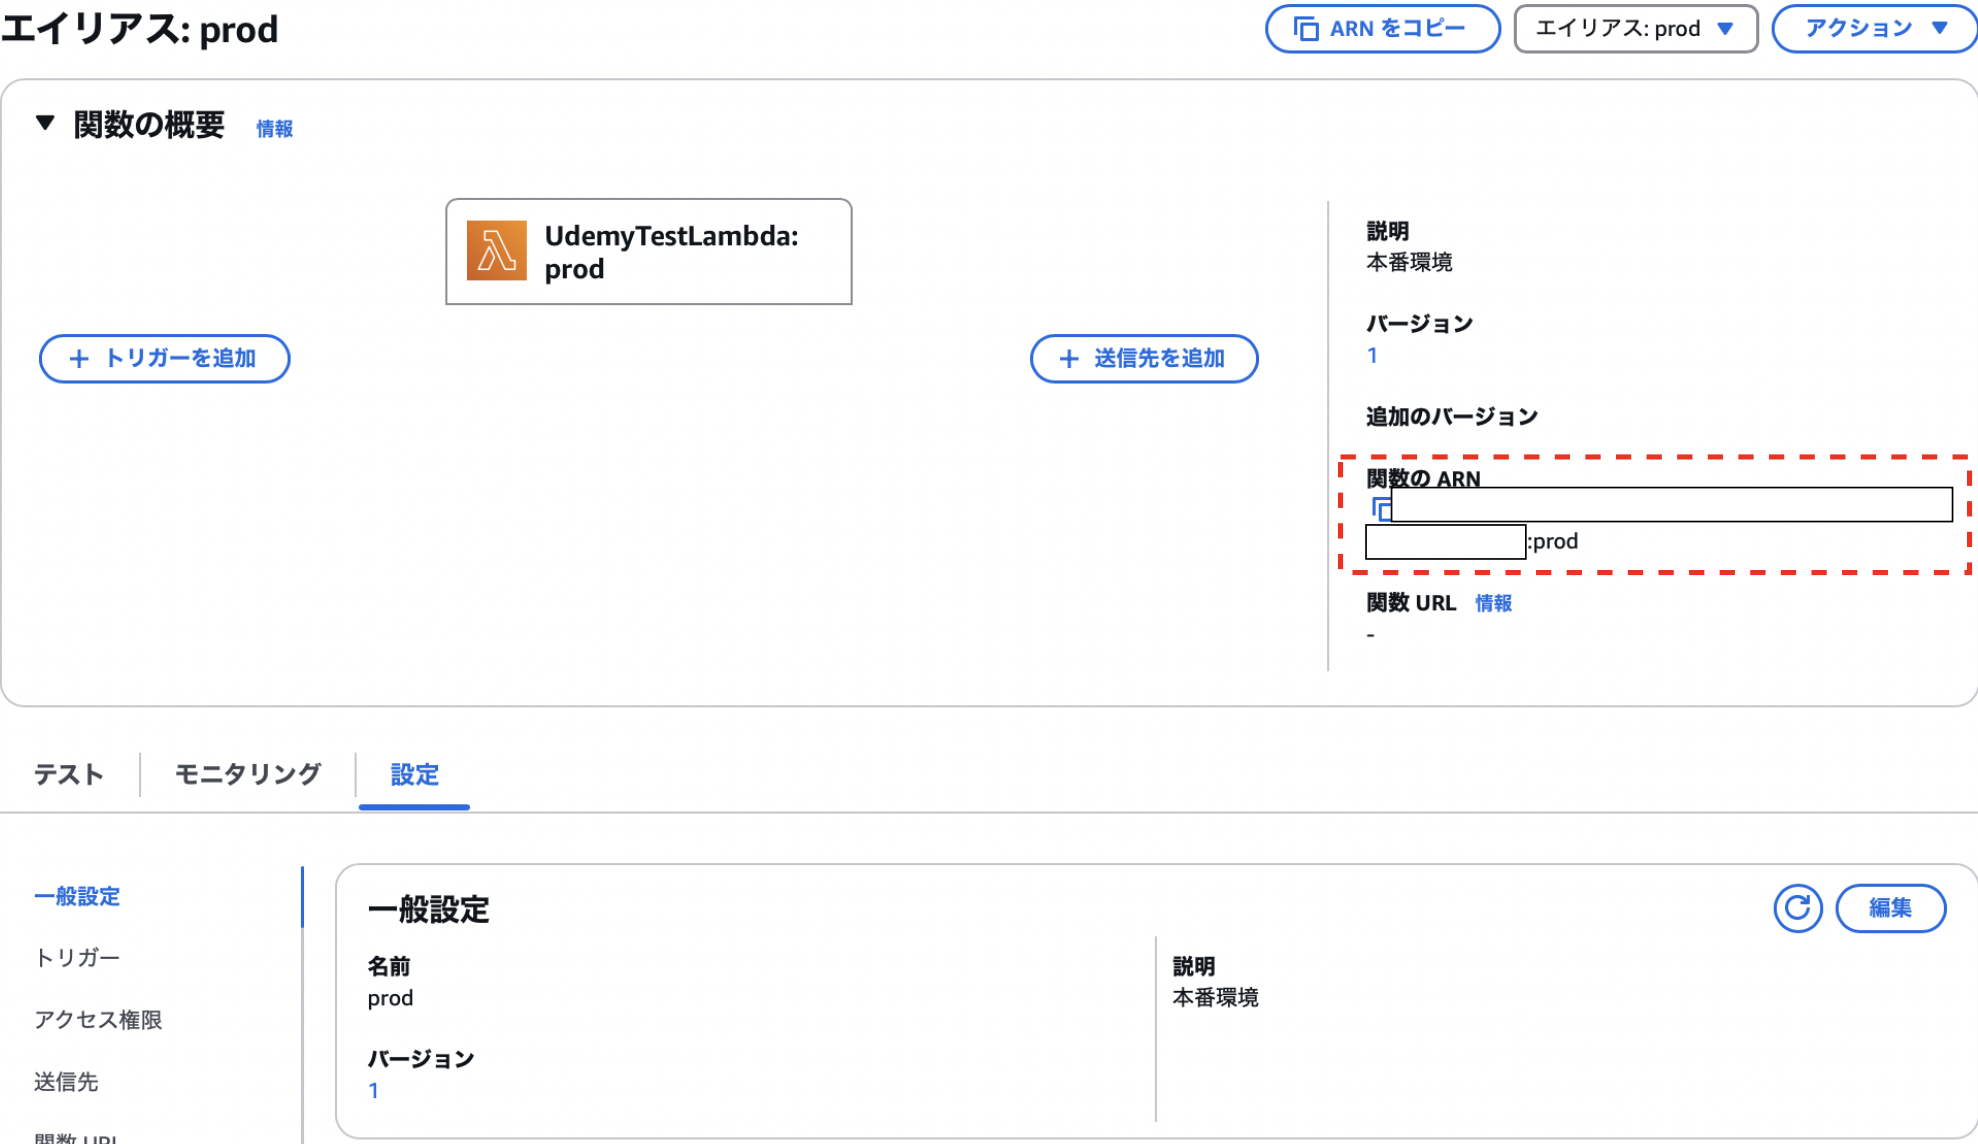 エイリアス: prod
ARN をコピー
エイリアス: prod
アクション
関数の概要 情報
UdemyTestLambda:
prod
トリガーを追加
送信先を追加
説明
本番環境
バージョン
1
追加のバージョン
関数の ARN
:prod
関数 URL 情報
-
テスト
モニタリング
設定
一般設定
トリガー
アクセス権限
送信先
関数 URL
一般設定
編集
名前
prod
バージョン
1
説明
本番環境